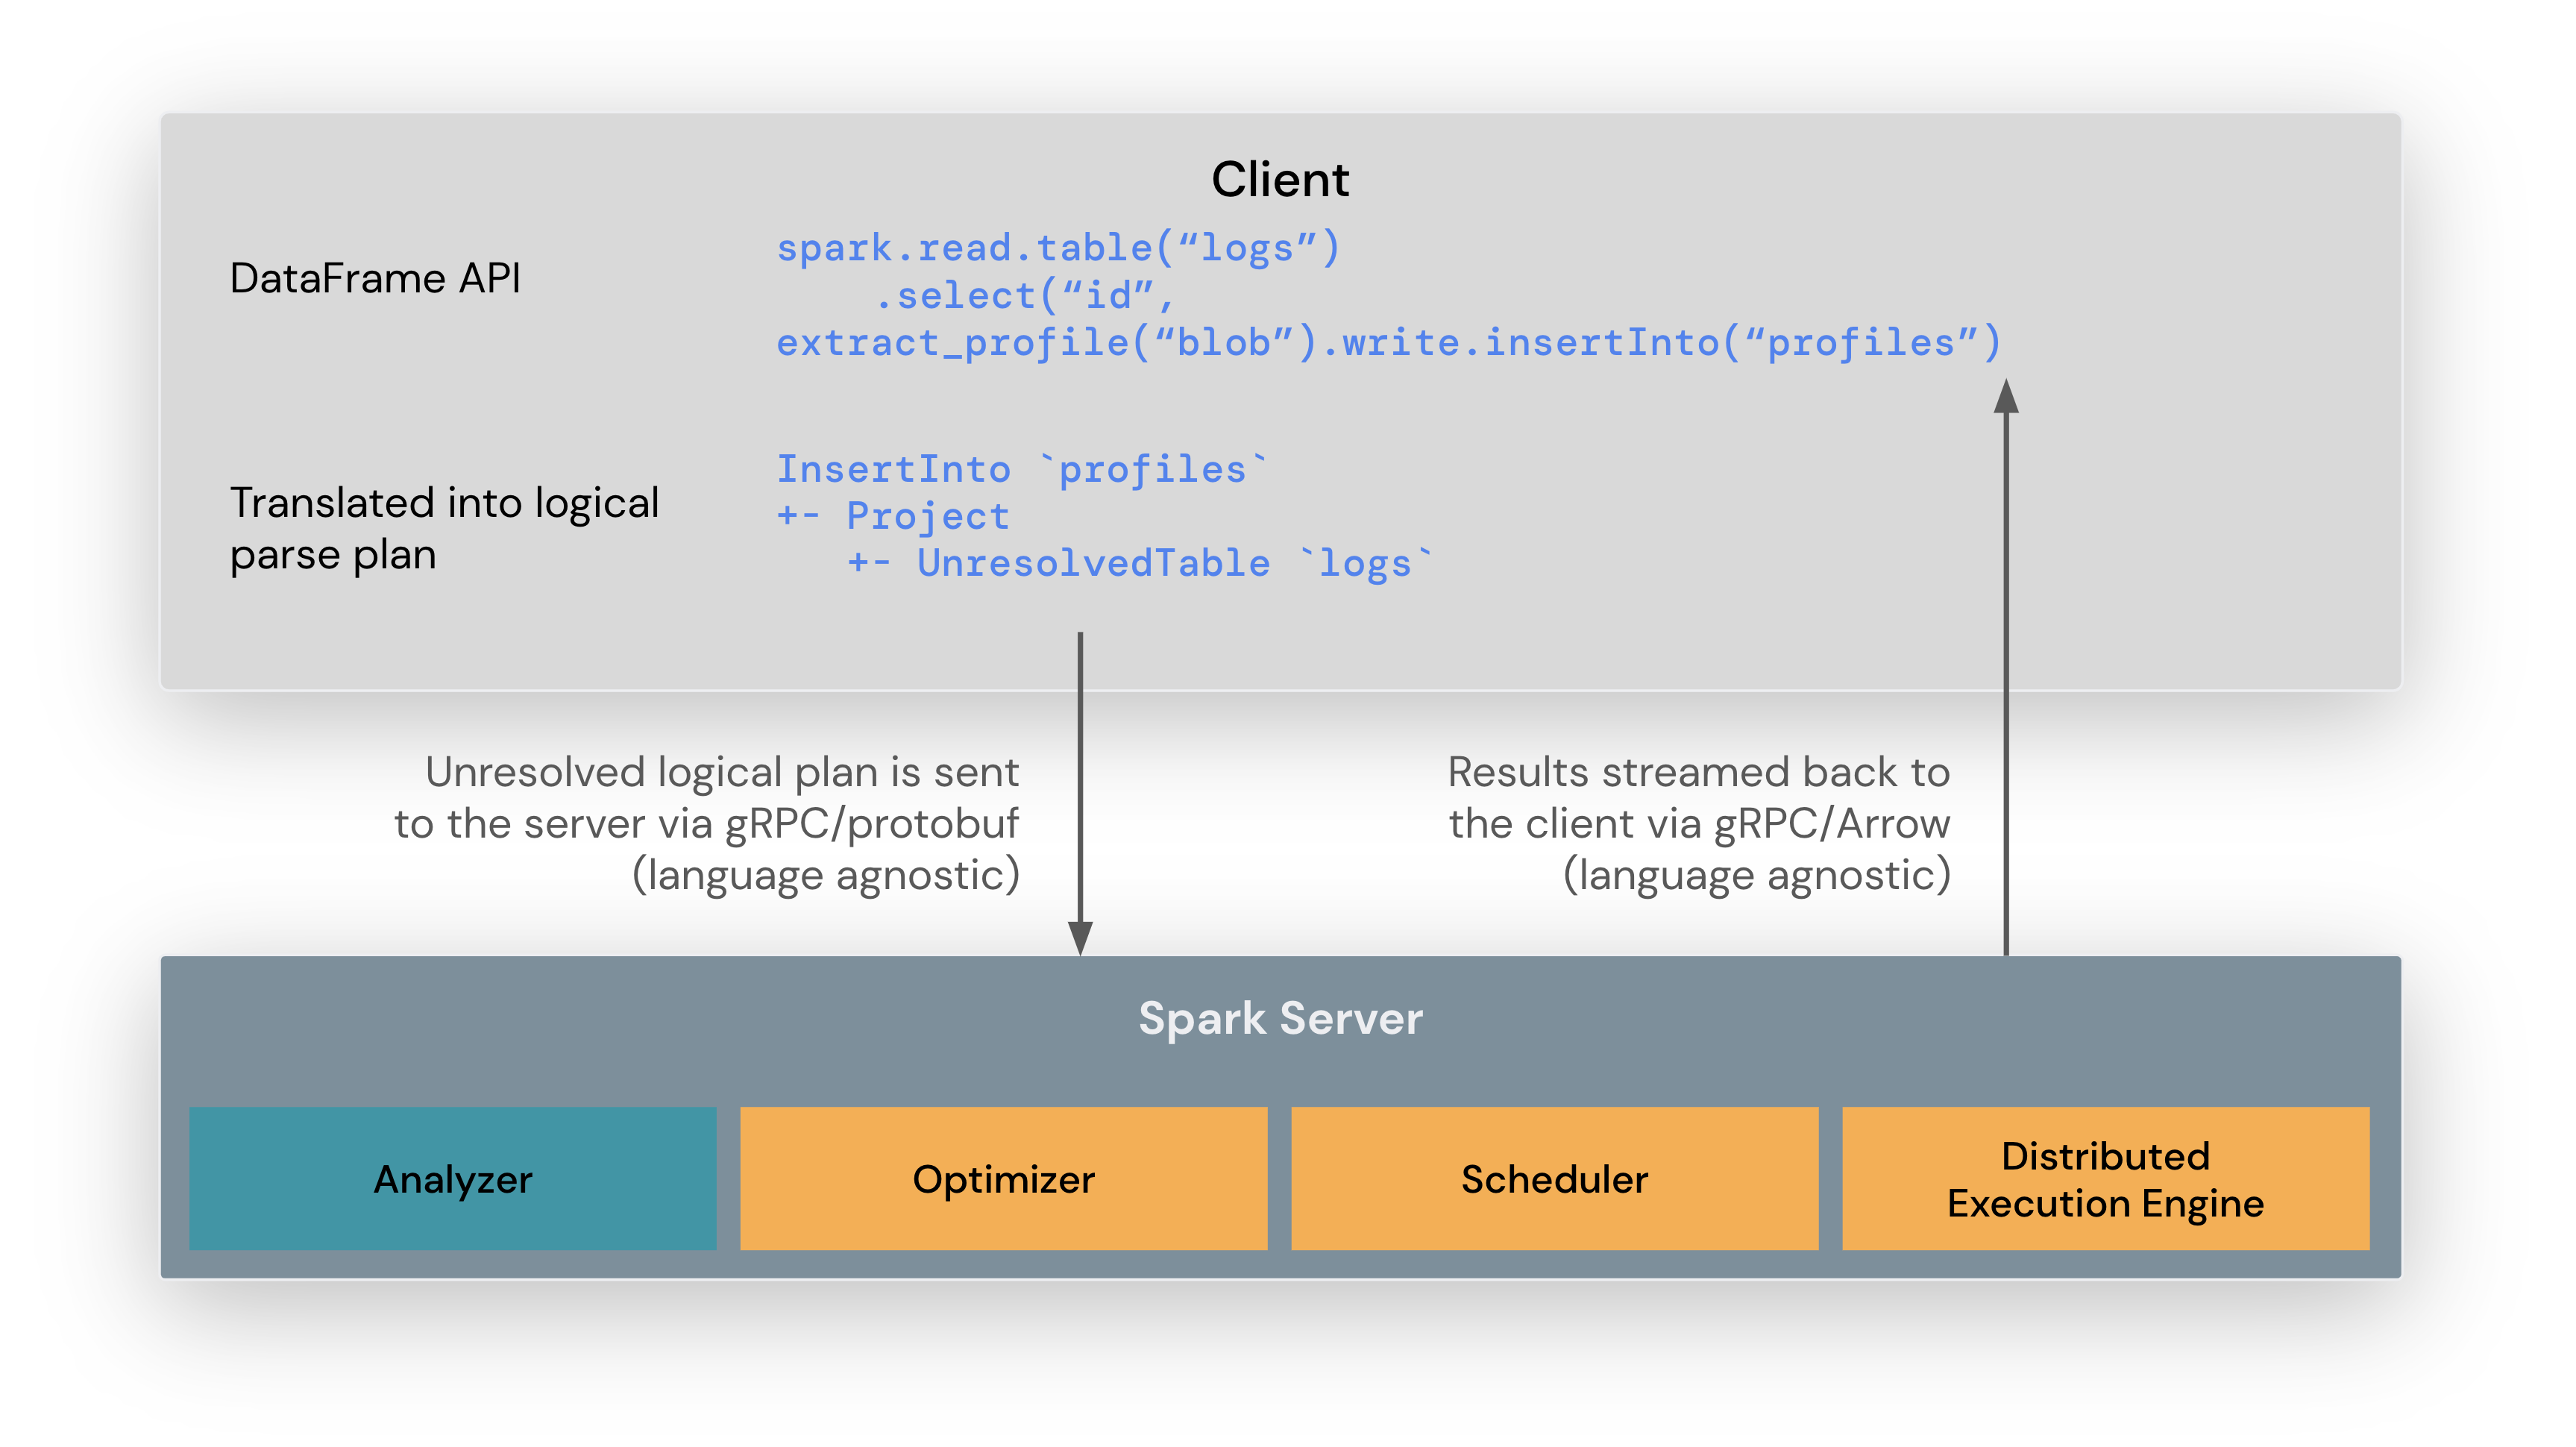 Client
DataFrame API
spark.read.table(“logs”)
.select(“id”,
extract_profile(“blob”).write.insertInto(“profiles”)
Translated into logical
parse plan
InsertInto `profiles`
+- Project
+- UnresolvedTable `logs`
Unresolved logical plan is sent
to the server via gRPC/protobuf
(language agnostic)
Results streamed back to
the client via gRPC/Arrow
(language agnostic)
Spark Server
Analyzer
Optimizer
Scheduler
Distributed
Execution Engine